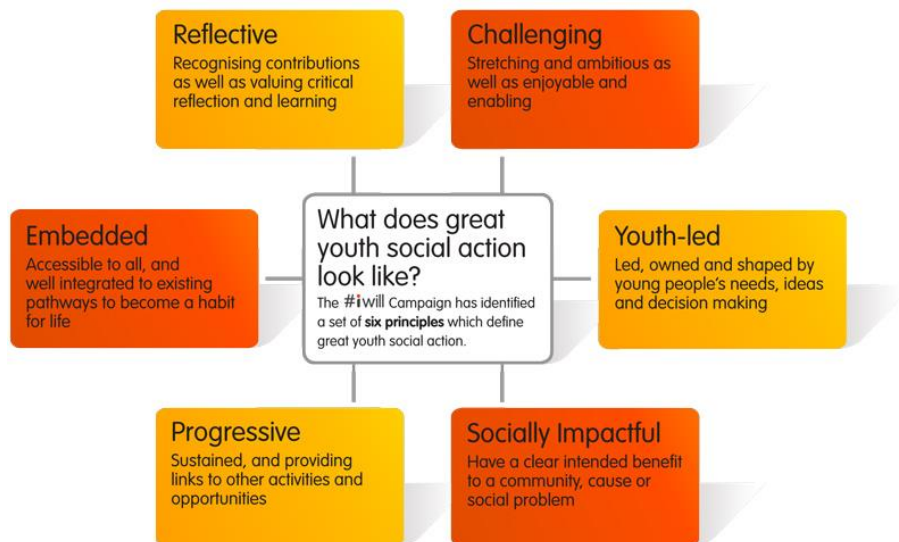 Reflective
Recognising contributions
as well as valuing critical
reflection and learning
Challenging
Stretching and ambitious as
well as enjoyable and
enabling
Embedded
Accessible to all, and
well integrated to existing
pathways to become a habit
for life
What does great
youth social action
look like?
The #iwill Campaign has identified
a set of six principles which define
great youth social action.
Youth-led
Led, owned and shaped by
young people's needs, ideas
and decision making
Progressive
Sustained, and providing
links to other activities and
opportunities
Socially Impactful
Have a clear intended benefit
to a community, cause or
social problem